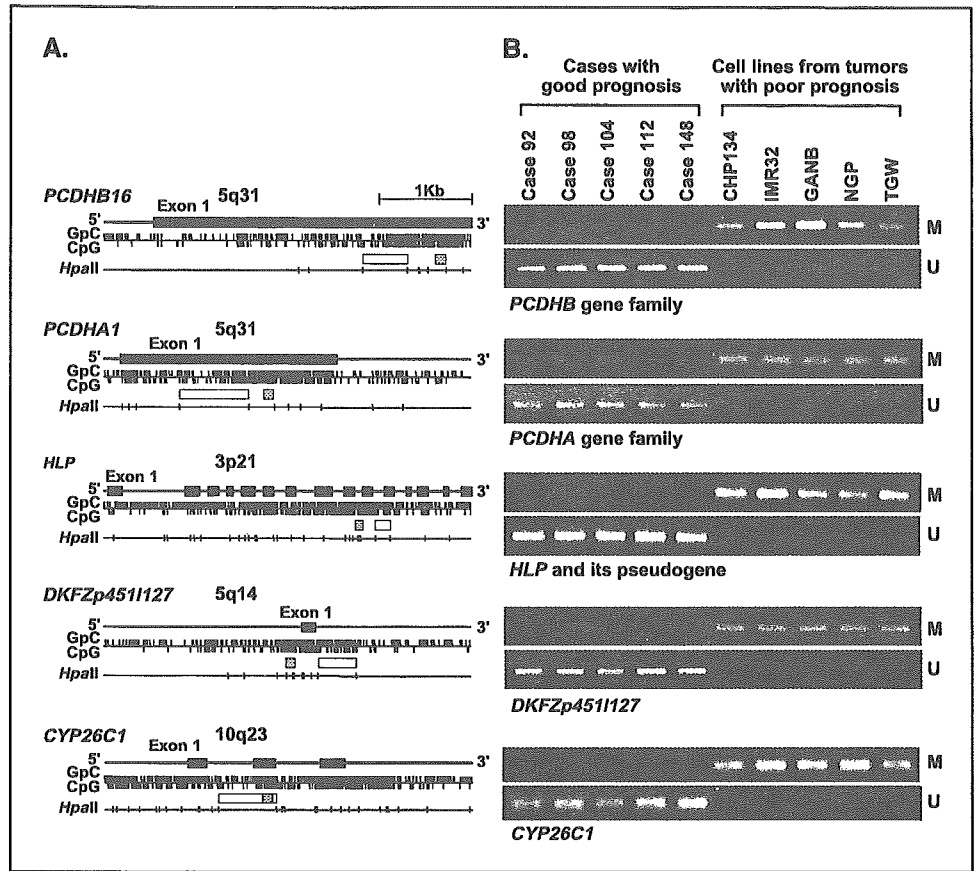 A.
PCDHB16 5q31 1Kb
Exon 1
5' 3'
GpC
CpG
HpaII
PCDHA1 5q31
Exon 1
5' 3'
GpC
CpG
HpaII
HLP 3p21
Exon 1
5' 3'
GpC
CpG
HpaII
DKFZp451I127 5q14
Exon 1
5' 3'
GpC
CpG
HpaII
CYP26C1 10q23
Exon 1
5' 3'
GpC
CpG
HpaII
B.
Cases with
good prognosis
Cell lines from tumors
with poor prognosis
Case 92
Case 98
Case 104
Case 112
Case 148
CHP134
IMR32
GANB
NGP
TGW
M
U
PCDHB gene family
M
U
PCDHA gene family
M
U
HLP and its pseudogene
M
U
DKFZp451I127
M
U
CYP26C1